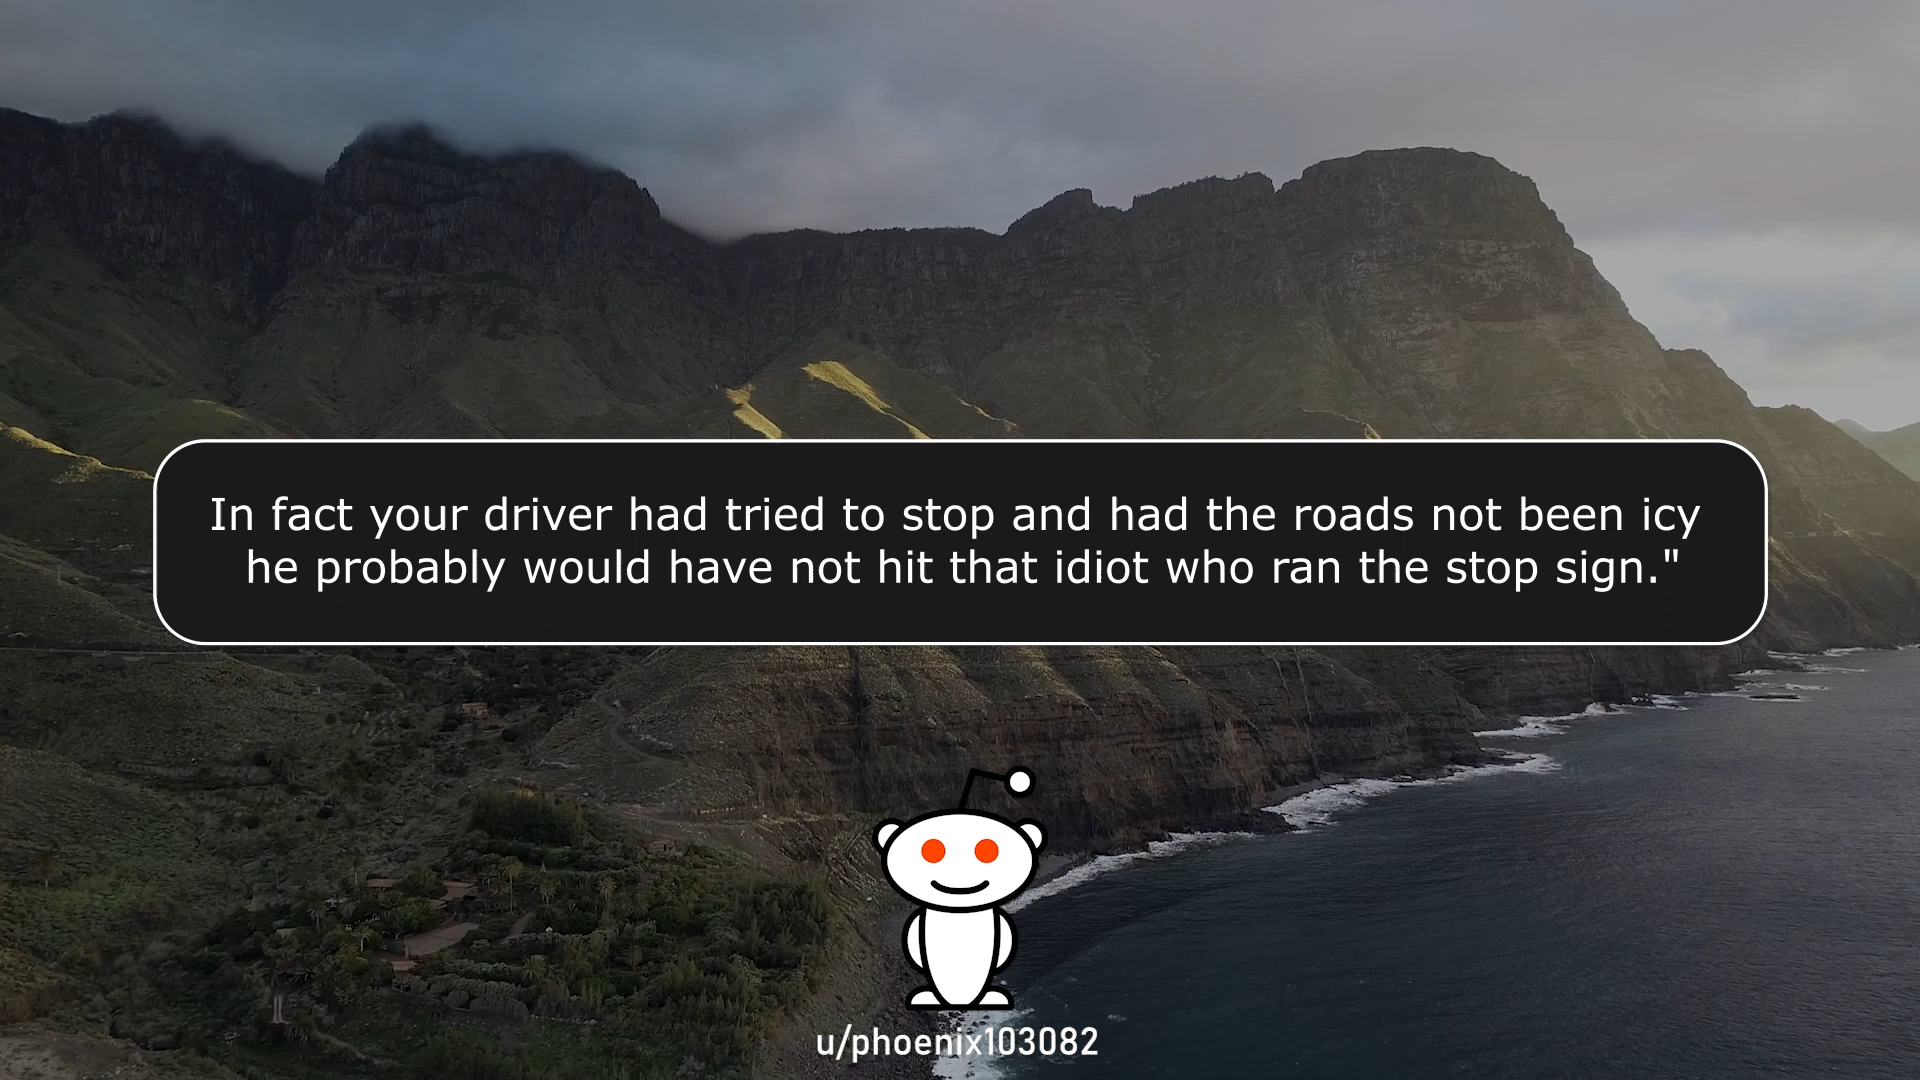 In fact your driver had tried to stop and had the roads not been icy
he probably would have not hit that idiot who ran the stop sign."
u/phoenix103082